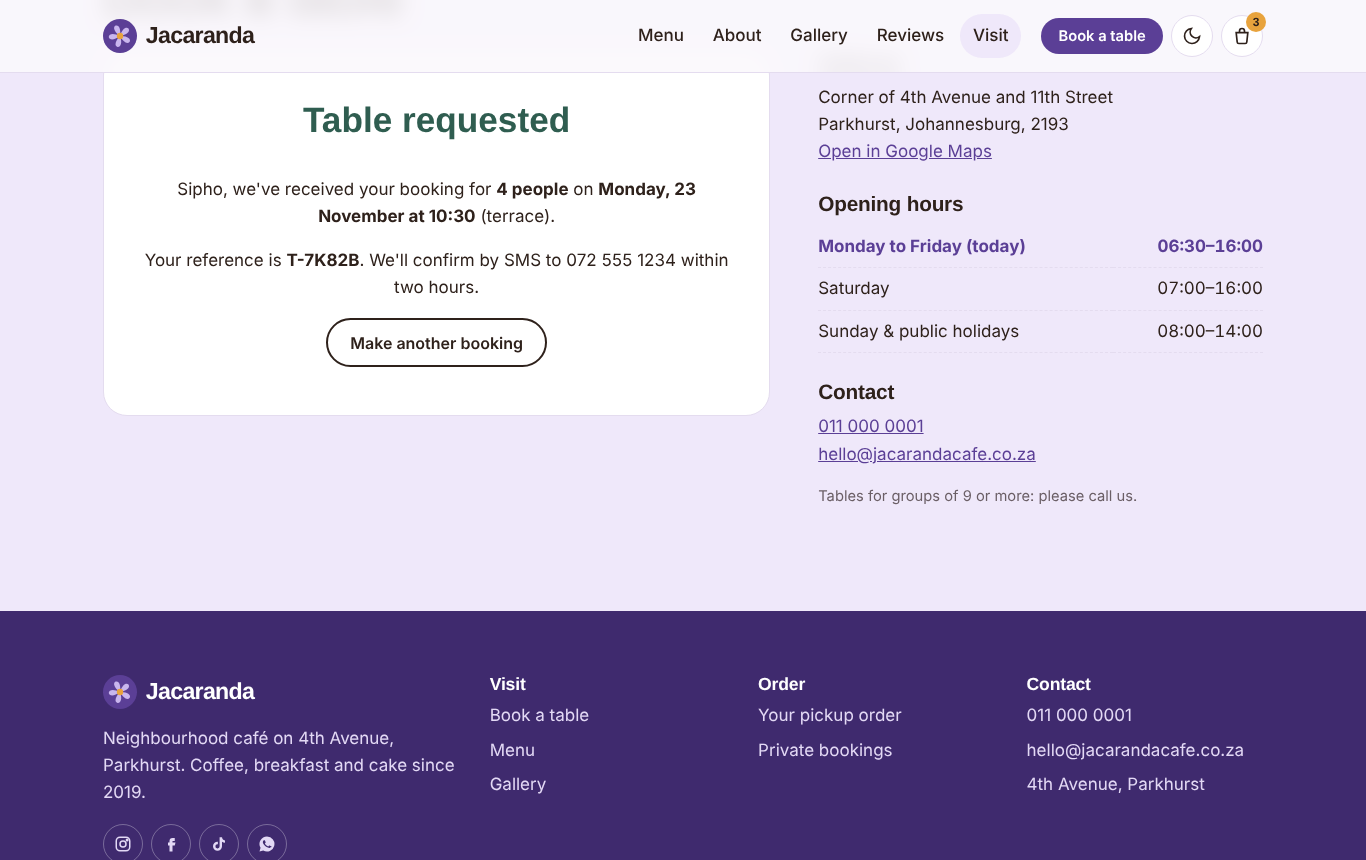 Jacaranda
Menu
About
Gallery
Reviews
Visit
Book a table
3
Table requested
Sipho, we've received your booking for 4 people on Monday, 23
November at 10:30 (terrace).
Your reference is T-7K82B. We'll confirm by SMS to 072 555 1234 within
two hours.
Make another booking
Corner of 4th Avenue and 11th Street
Parkhurst, Johannesburg, 2193
Open in Google Maps
Opening hours
Monday to Friday (today) 06:30–16:00
Saturday 07:00–16:00
Sunday & public holidays 08:00–14:00
Contact
011 000 0001
hello@jacarandacafe.co.za
Tables for groups of 9 or more: please call us.
Jacaranda
Neighbourhood café on 4th Avenue,
Parkhurst. Coffee, breakfast and cake since
2019.
Visit
Book a table
Menu
Gallery
Order
Your pickup order
Private bookings
Contact
011 000 0001
hello@jacarandacafe.co.za
4th Avenue, Parkhurst